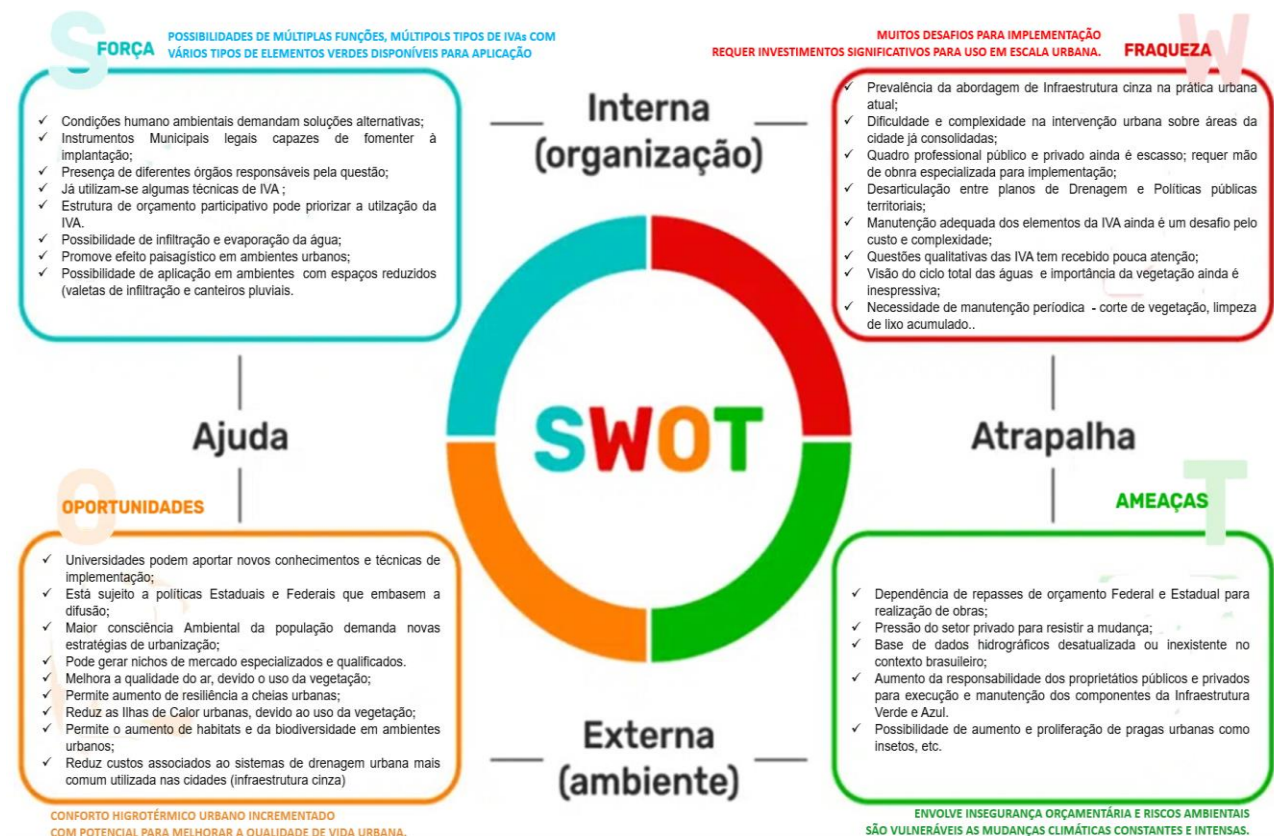 S
FORÇA
POSSIBILIDADES DE MÚLTIPLAS FUNÇÕES, MÚLTIPOLS TIPOS DE IVAs COM
VÁRIOS TIPOS DE ELEMENTOS VERDES DISPONÍVEIS PARA APLICAÇÃO
✓ Condições humano ambientais demandam soluções alternativas;
✓ Instrumentos Municipais legais capazes de fomenter à
implantação;
✓ Presença de diferentes órgãos responsáveis pela questão;
✓ Já utilizam-se algumas técnicas de IVA ;
✓ Estrutura de orçamento participativo pode priorizar a utilzação da
IVA.
✓ Possibilidade de infiltração e evaporação da água;
✓ Promove efeito paisagístico em ambientes urbanos;
✓ Possibilidade de aplicação em ambientes com espaços reduzidos
(valetas de infiltração e canteiros pluviais.
Interna
(organização)
MUITOS DESAFIOS PARA IMPLEMENTAÇÃO
REQUER INVESTIMENTOS SIGNIFICATIVOS PARA USO EM ESCALA URBANA.
FRAQUEZA
W
✓ Prevalência da abordagem de Infraestrutura cinza na prática urbana
atual;
✓ Dificuldade e complexidade na intervenção urbana sobre áreas da
cidade já consolidadas;
✓ Quadro professional público e privado ainda é escasso; requer mão
de obnra especializada para implementação;
✓ Desarticulação entre planos de Drenagem e Políticas públicas
territoriais;
✓ Manutenção adequada dos elementos da IVA ainda é um desafio pelo
custo e complexidade;
✓ Questões qualitativas das IVA tem recebido pouca atenção;
✓ Visão do ciclo total das águas e importância da vegetação ainda é
inespressiva;
✓ Necessidade de manutenção períodica - corte de vegetação, limpeza
de lixo acumulado..
Ajuda
SWOT
Atrapalha
O
OPORTUNIDADES
✓ Universidades podem aportar novos conhecimentos e técnicas de
implementação;
✓ Está sujeito a políticas Estaduais e Federais que embasem a
difusão;
✓ Maior consciência Ambiental da população demanda novas
estratégias de urbanização;
✓ Pode gerar nichos de mercado especializados e qualificados.
✓ Melhora a qualidade do ar, devido o uso da vegetação;
✓ Permite aumento de resiliência a cheias urbanas;
✓ Reduz as Ilhas de Calor urbanas, devido ao uso da vegetação;
✓ Permite o aumento de habitats e da biodiversidade em ambientes
urbanos;
✓ Reduz custos associados ao sistemas de drenagem urbana mais
comum utilizada nas cidades (infraestrutura cinza)
CONFORTO HIGROTÉRMICO URBANO INCREMENTADO
COM POTENCIAL PARA MELHORAR A QUALIDADE DE VIDA URBANA.
Externa
(ambiente)
AMEAÇAS
T
✓ Dependência de repasses de orçamento Federal e Estadual para
realização de obras;
✓ Pressão do setor privado para resistir a mudança;
✓ Base de dados hidrográficos desatualizada ou inexistente no
contexto brasileiro;
✓ Aumento da responsabilidade dos proprietátios públicos e privados
para execução e manutenção dos componentes da Infraestrutura
Verde e Azul.
✓ Possibilidade de aumento e proliferação de pragas urbanas como
insetos, etc.
ENVOLVE INSEGURANÇA ORÇAMENTÁRIA E RISCOS AMBIENTAIS
SÃO VULNERÁVEIS AS MUDANÇAS CLIMÁTICAS CONSTANTES E INTENSAS.